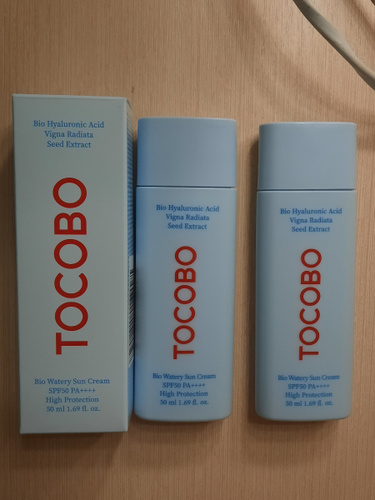 Bio Hyaluronic Acid
Vigna Radiata
Seed Extract
TOCOBO
Bio Watery Sun Cream
SPF50 PA++++
High Protection
50 ml 1.69 fl. oz.
Bio Hyaluronic Acid
Vigna Radiata
Seed Extract
TOCOBO
Bio Watery Sun Cream
SPF50 PA++++
High Protection
50 ml 1.69 fl. oz.
Bio Hyaluronic Acid
Vigna Radiata
Seed Extract
TOCOBO
Bio Watery Sun Cream
SPF50 PA++++
High Protection
50 ml 1.69 fl. oz.